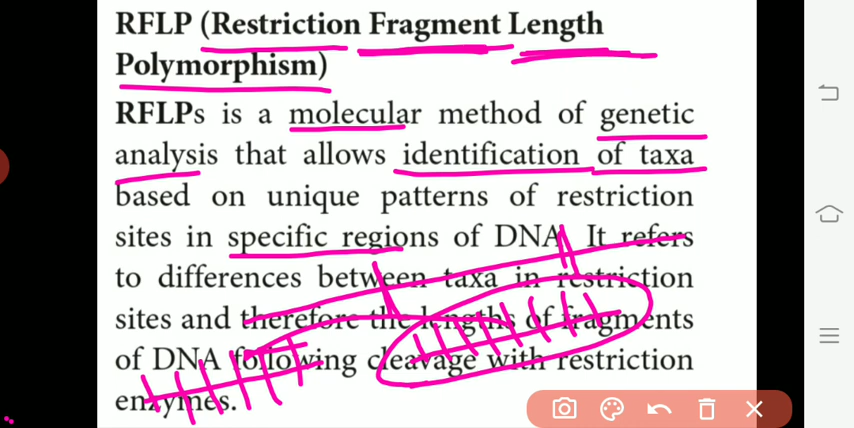 RFLP (Restriction Fragment Length
Polymorphism)
RFLPs is a molecular method of genetic
analysis that allows identification of taxa
based on unique patterns of restriction
sites in specific regions of DNA. It refers
to differences between taxa in restriction
sites and therefore the lengths of fragments
of DNA following cleavage with restriction
enzymes.